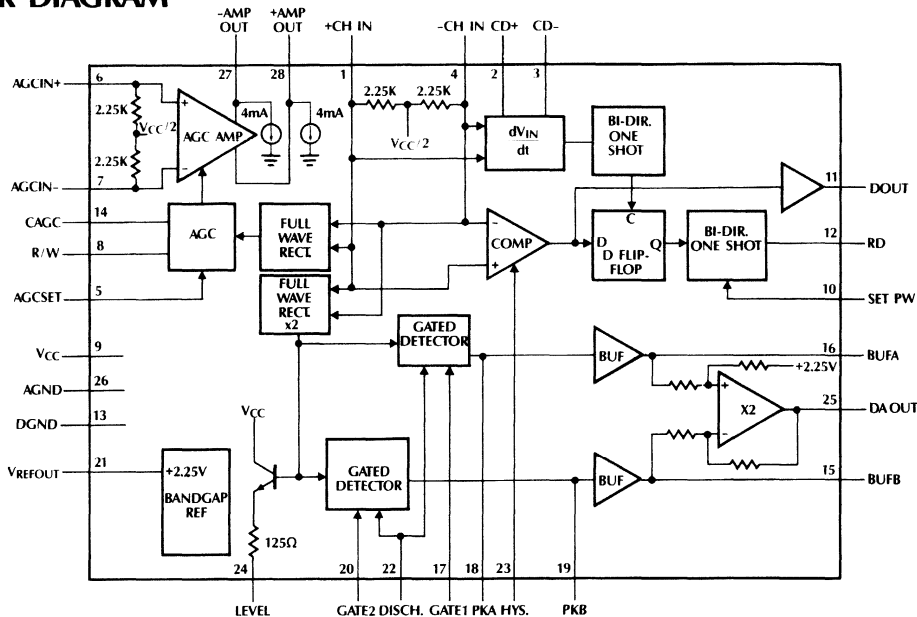 R DIAGRAM
-AMP OUT
+AMP OUT
+CH IN
-CH IN
CD+
CD-
27
28
1
4
2
3
AGCIN+
6
2.25K
VCC/2
2.25K
7
AGCIN-
+
AGC AMP
-
4mA
4mA
2.25K
2.25K
VCC/2
dVIN
dt
BI-DIR.
ONE
SHOT
11
DOUT
CAGC
14
R/W
8
AGCSET
5
AGC
FULL
WAVE
RECT.
FULL
WAVE
RECT.
x2
-
COMP
+
C
D
Q
D FLIP-
FLOP
BI-DIR.
ONE SHOT
12
RD
10
SET PW
GATED
DETECTOR
BUF
16
BUFA
+2.25V
+
X2
-
25
DA OUT
15
BUFB
VCC
9
AGND
26
DGND
13
VREFOUT
21
+2.25V
BANDGAP
REF
VCC
125Ω
GATED
DETECTOR
BUF
24
20
22
17
18
23
19
LEVEL
GATE2
DISCH.
GATE1
PKA
HYS.
PKB